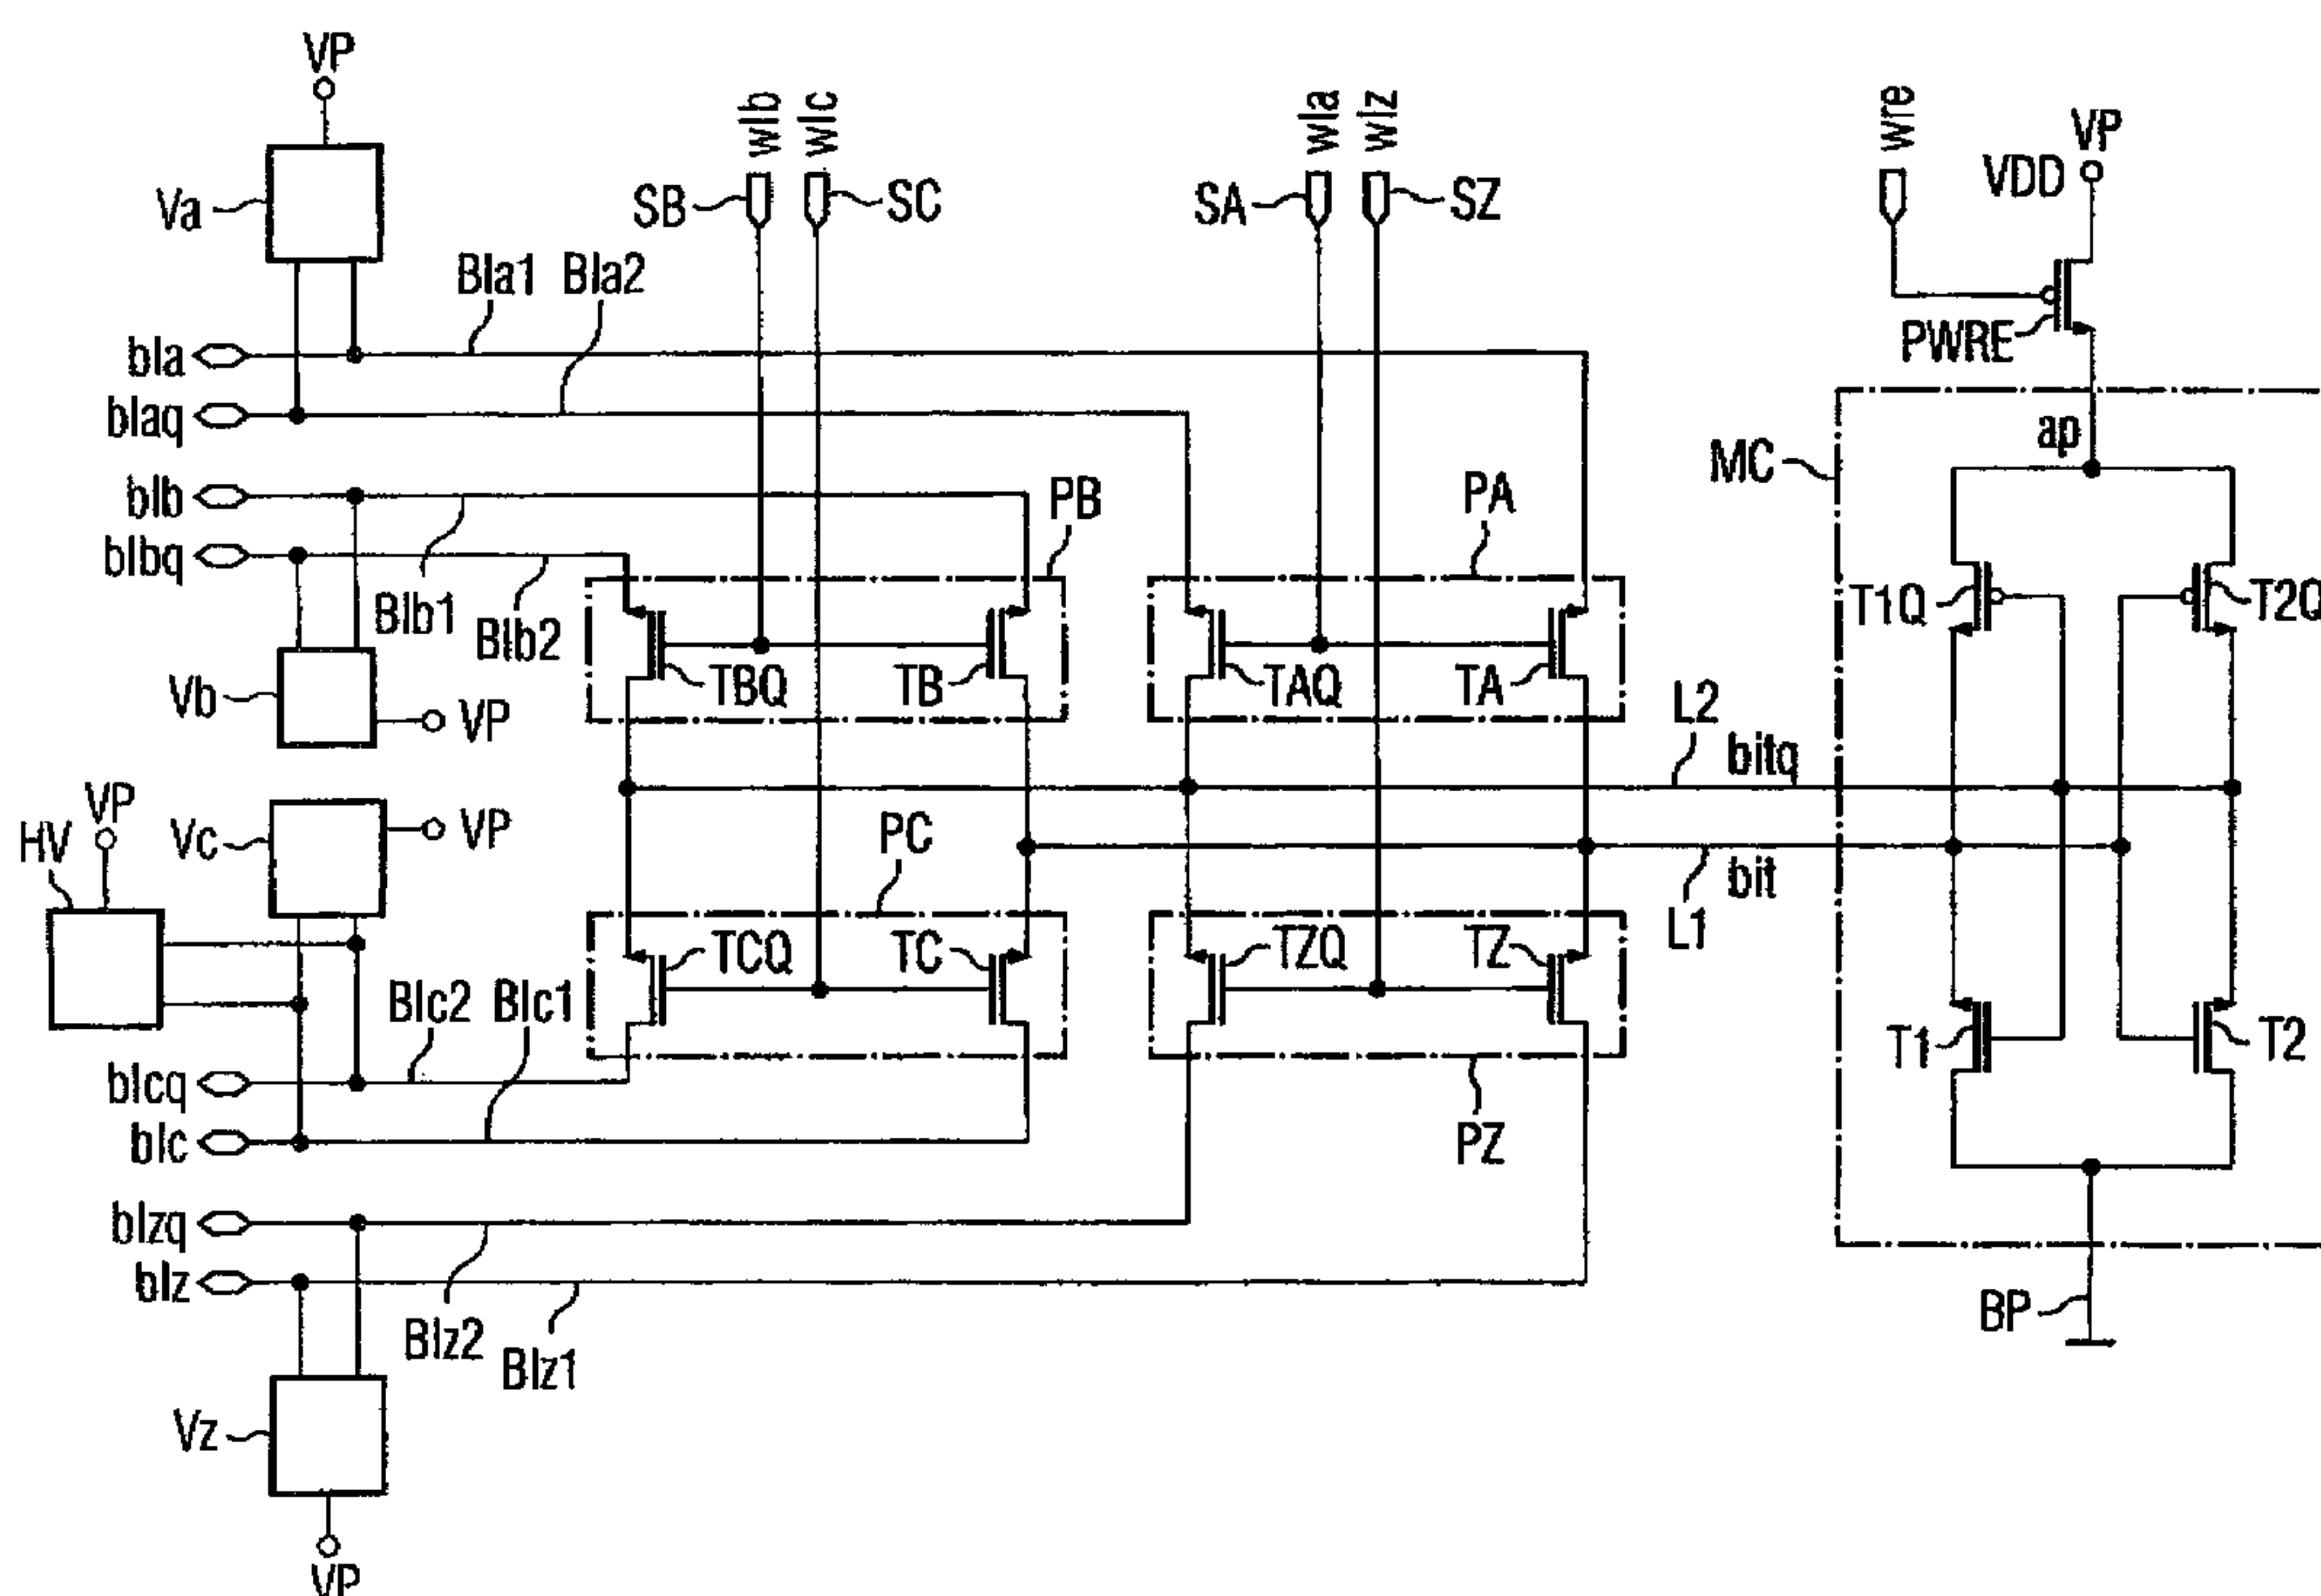 VP
Va
wlb
wlc
SB
SC
wla
wlz
SA
SZ
wre
VP
VDD
PWRE
Bla1
Bla2
bla
blaq
ap
MC
blb
blbq
Blb1
Blb2
PB
PA
Vb
VP
TBQ
TB
TAQ
TA
T1Q
T2Q
L2
bitq
VP
HV
Vc
VP
PC
bit
L1
TCQ
TC
TZQ
TZ
Blc2
Blc1
T1
T2
blcq
blc
PZ
blzq
blz
Blz2
Blz1
BP
Vz
VP